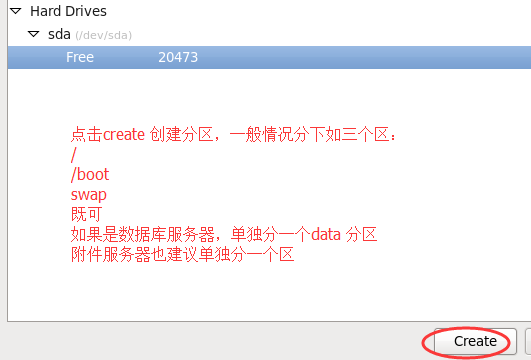 Hard Drives
sda (/dev/sda)
Free 20473
点击create 创建分区，一般情况分下如三个区：
/
/boot
swap
既可
如果是数据库服务器，单独分一个data 分区
附件服务器也建议单独分一个区
Create